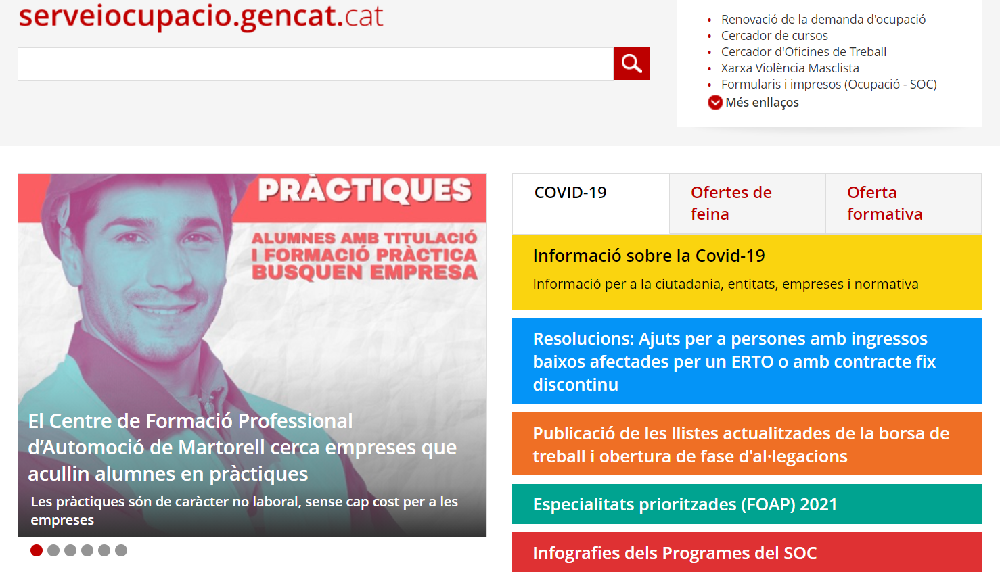 serveiocupacio.gencat.cat
• Renovació de la demanda d'ocupació
• Cercador de cursos
• Cercador d'Oficines de Treball
• Xarxa Violència Masclista
• Formularis i impresos (Ocupació - SOC)
Més enllaços
PRÀCTIQUES
ALUMNES AMB TITULACIÓ
I FORMACIÓ PRÀCTICA
BUSQUEN EMPRESA
El Centre de Formació Professional
d’Automoció de Martorell cerca empreses que
acullin alumnes en pràctiques
Les pràctiques són de caràcter no laboral, sense cap cost per a les
empreses
COVID-19
Ofertes de
feina
Oferta
formativa
Informació sobre la Covid-19
Informació per a la ciutadania, entitats, empreses i normativa
Resolucions: Ajuts per a persones amb ingressos
baixos afectades per un ERTO o amb contracte fix
discontinu
Publicació de les llistes actualitzades de la borsa de
treball i obertura de fase d'al·legacions
Especialitats prioritzades (FOAP) 2021
Infografies dels Programes del SOC